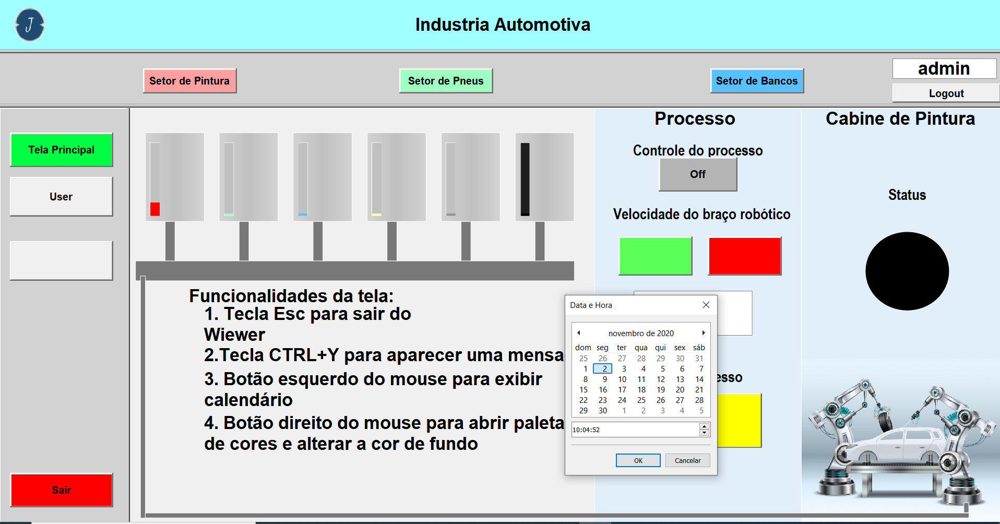 J
Industria Automotiva
Setor de Pintura
Setor de Pneus
Setor de Bancos
admin
Logout
Tela Principal
User
Sair
Funcionalidades da tela:
1. Tecla Esc para sair do
Wiewer
2.Tecla CTRL+Y para aparecer uma mensa
3. Botão esquerdo do mouse para exibir
calendário
4. Botão direito do mouse para abrir paleta
de cores e alterar a cor de fundo
Processo
Controle do processo
Off
Velocidade do braço robótico
esso
Data e Hora
novembro de 2020
dom seg ter qua qui sex sáb
25 26 27 28 29 30 31
1 2 3 4 5 6 7
8 9 10 11 12 13 14
15 16 17 18 19 20 21
22 23 24 25 26 27 28
29 30 1 2 3 4 5
10:04:52
OK Cancelar
Cabine de Pintura
Status